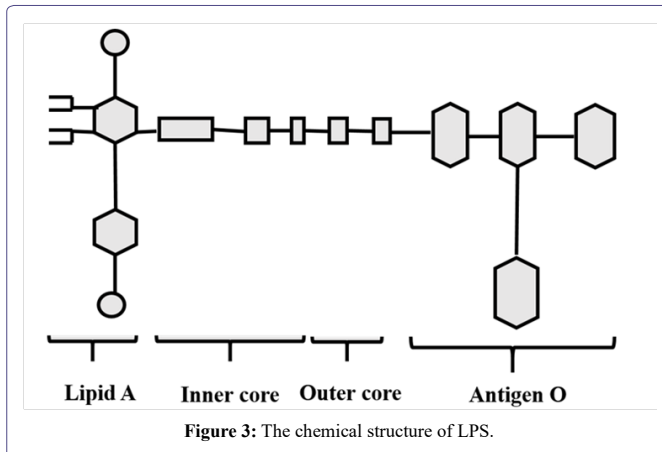 Lipid A Inner core Outer core Antigen O
Figure 3: The chemical structure of LPS.